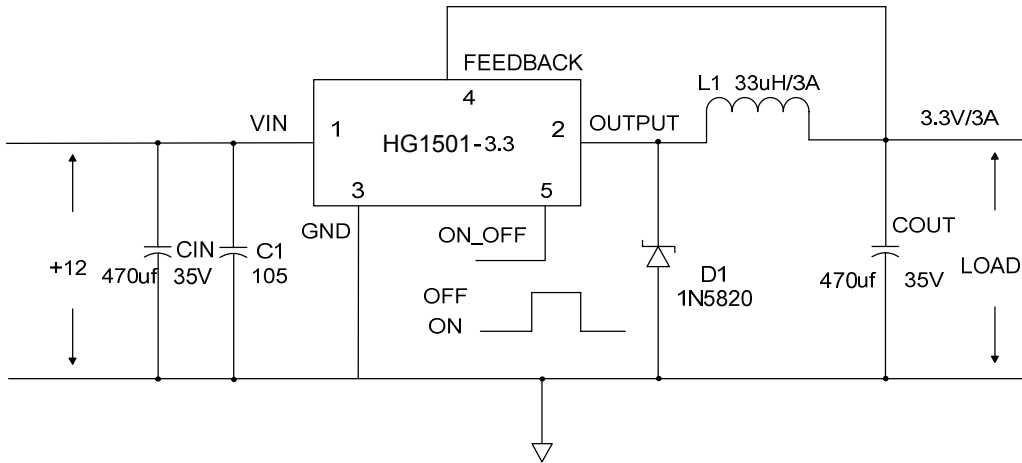 FEEDBACK
L1 33uH/3A
4
VIN
1
HG1501-3.3
2
OUTPUT
3.3V/3A
3
5
GND
ON_OFF
COUT
+12
CIN
470uf 35V
C1
105
D1
1N5820
470uf 35V
LOAD
OFF
ON